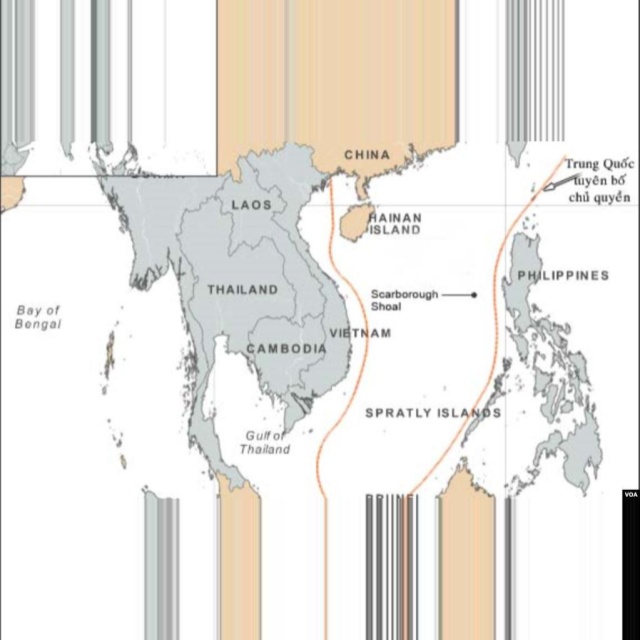 CHINA
Trung Quốc
tuyên bố
chủ quyền
LAOS
HAINAN
ISLAND
PHILIPPINES
THAILAND
Scarborough
Shoal
Bay of
Bengal
VIETNAM
CAMBODIA
SPRATLY ISLANDS
Gulf of
Thailand
BRUNEI
VOA